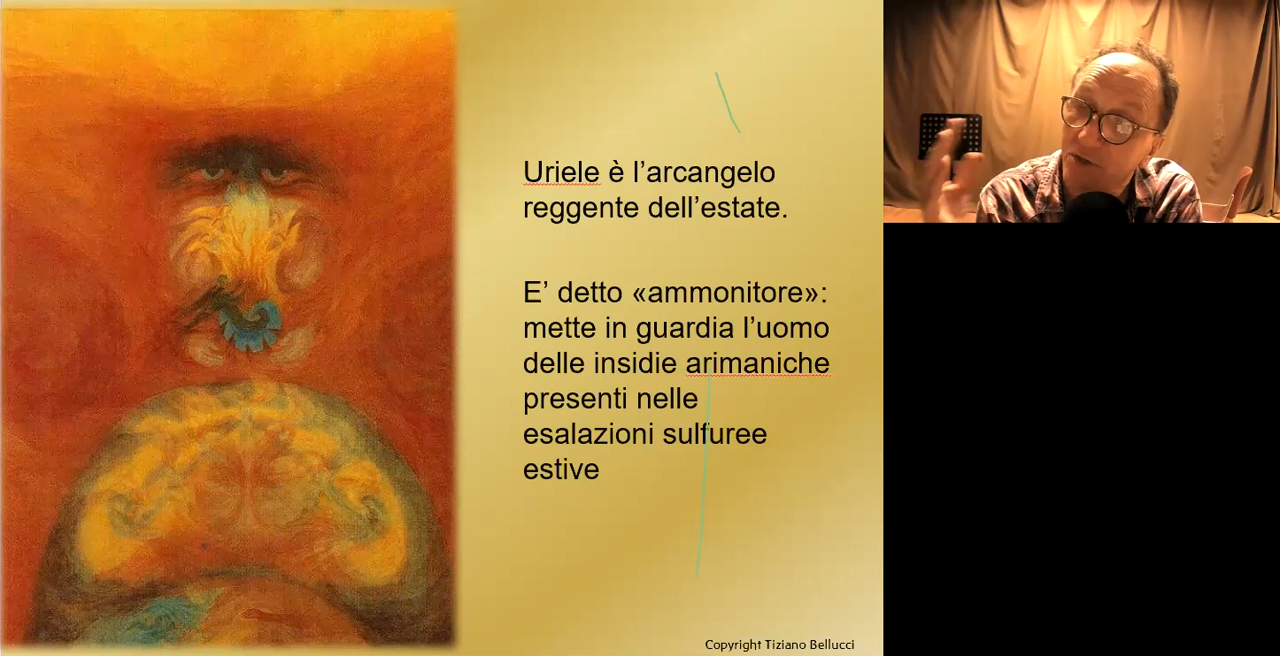 Uriele è l’arcangelo
reggente dell’estate.
E’ detto «ammonitore»:
mette in guardia l’uomo
delle insidie arimaniche
presenti nelle
esalazioni sulfuree
estive
Copyright Tiziano Bellucci